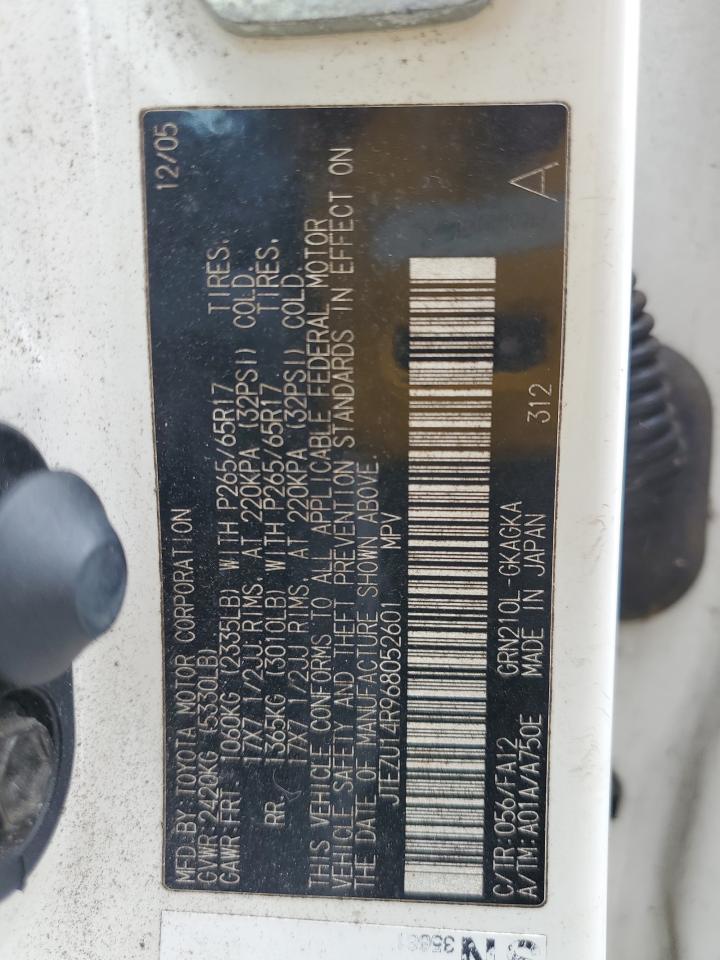 MFD BY:TOYOTA MOTOR CORPORATION 12/05
GVWR:2420KG (5330LB)
GAWR:FRT 1060KG (2335LB) WITH P265/65R17 TIRES,
17X7 1/2JJ RIMS, AT 220KPA (32PSI) COLD.
RR 1365KG (3010LB) WITH P265/65R17 TIRES,
17X7 1/2JJ RIMS, AT 220KPA (32PSI) COLD.
THIS VEHICLE CONFORMS TO ALL APPLICABLE FEDERAL MOTOR
VEHICLE SAFETY AND THEFT PREVENTION STANDARDS IN EFFECT ON
THE DATE OF MANUFACTURE SHOWN ABOVE.
JTEZU14R968052601 MPV
C/TR:056/FA12 GRN210L-GKAGKA 312 A
A/TM:A01A/A750E MADE IN JAPAN